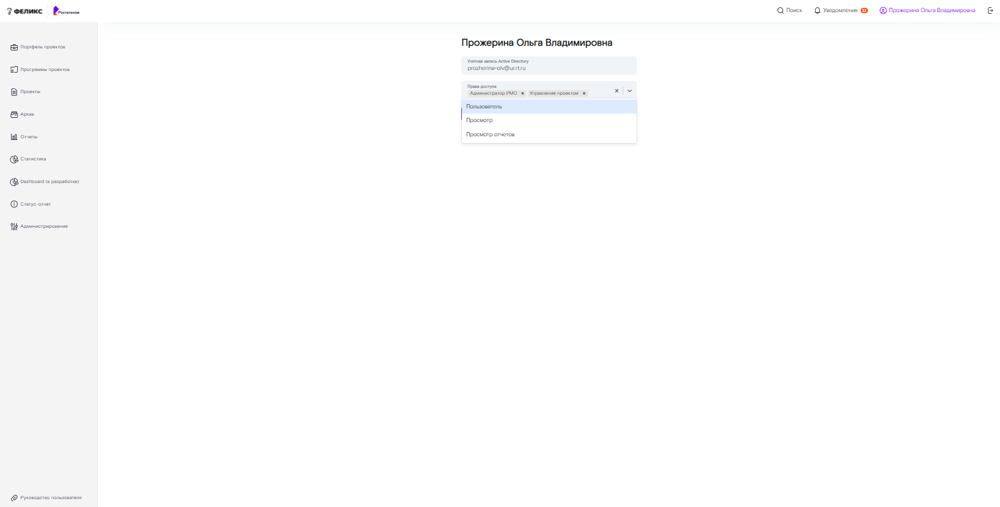 ФЕЛИКС
Ростелеком
Поиск
Уведомления 11
Прожерина Ольга Владимировна
Портфель проектов
Программы проектов
Проекты
Архив
Отчеты
Статистика
Dashboard (в разработке)
Статус-отчет
Администрирование
Руководство пользователя
Прожерина Ольга Владимировна
Учетная запись Active Directory
prozherina-olv@ur.rt.ru
Права доступа
Администратор РМО Управление проектом
Пользователь
Просмотр
Просмотр отчетов